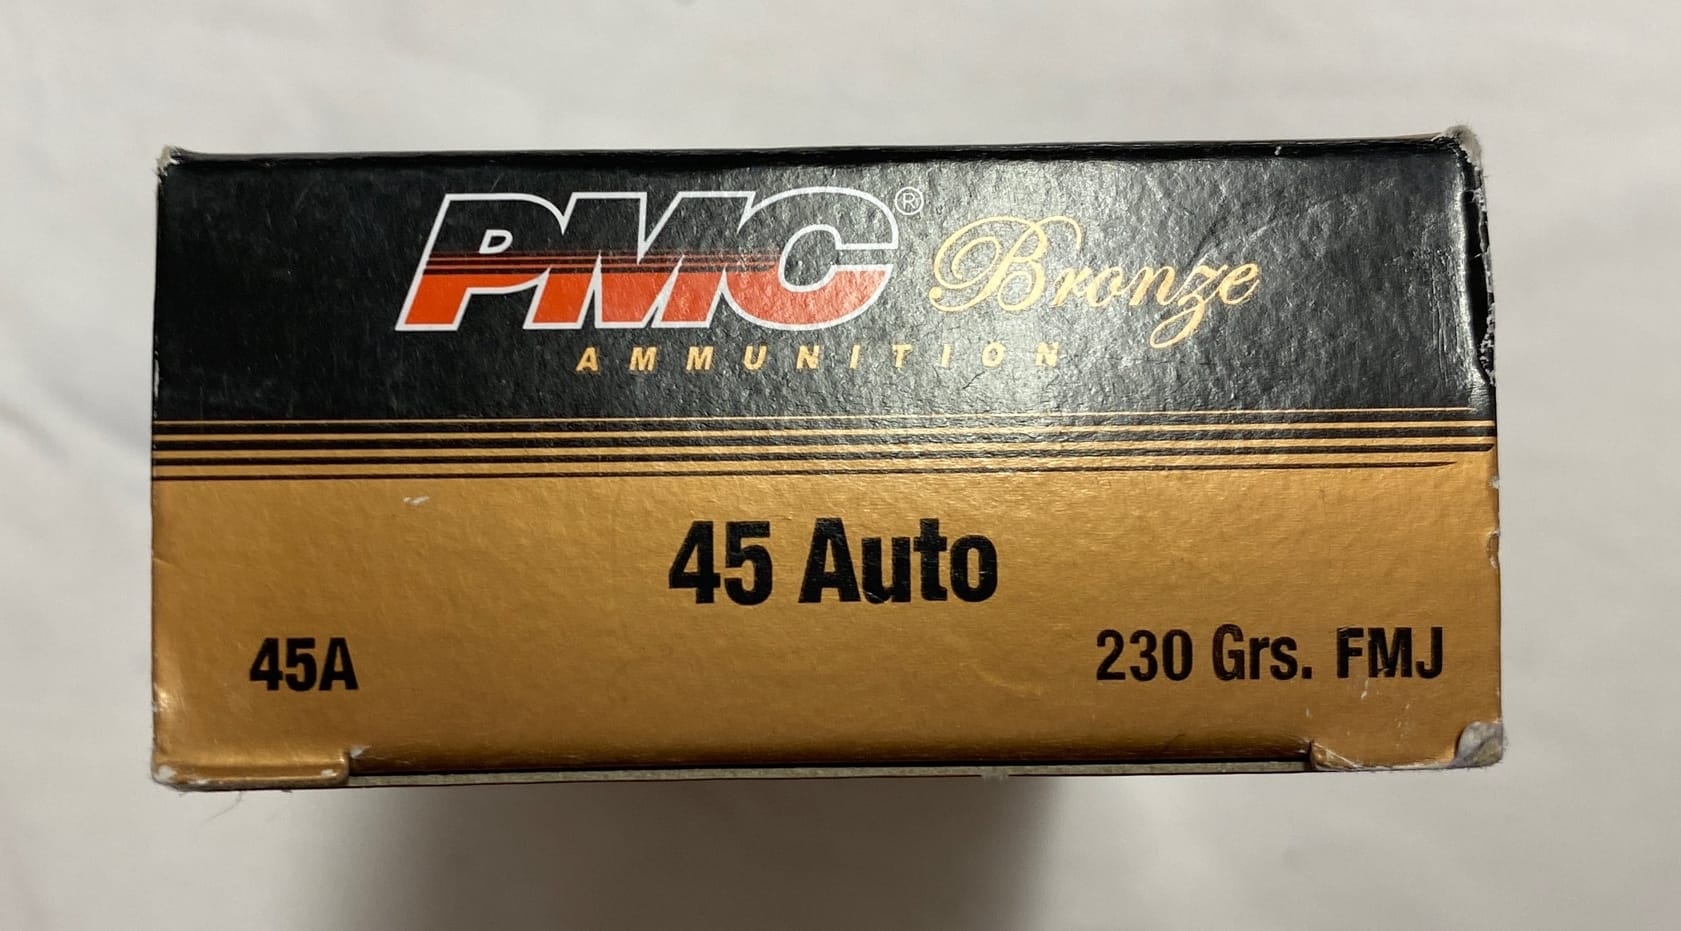 PMC® Bronze
AMMUNITION
45 Auto
45A
230 Grs. FMJ